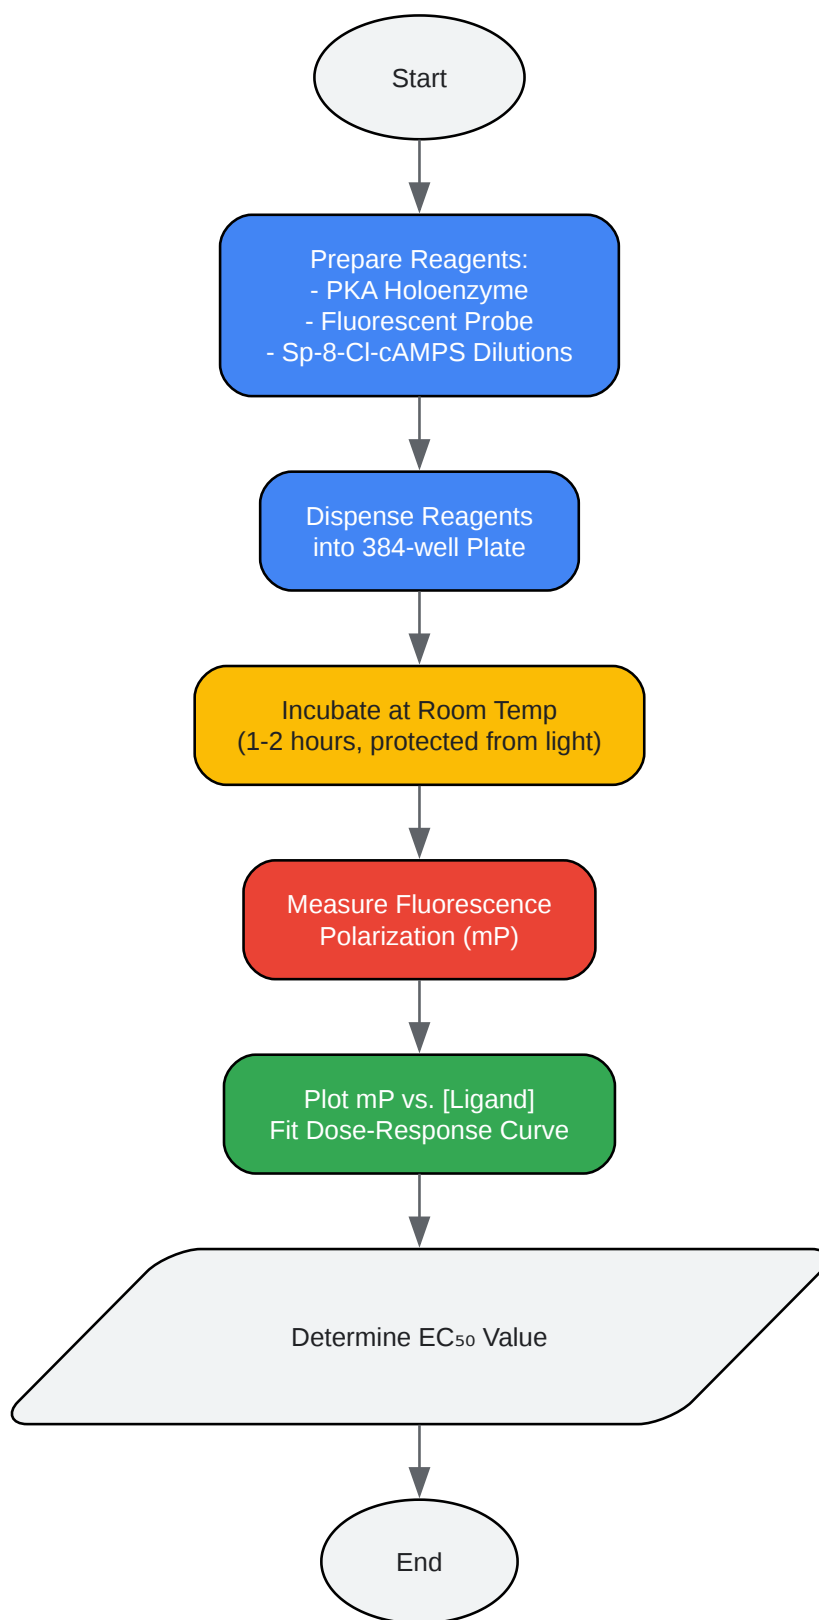 Start
Prepare Reagents:
- PKA Holoenzyme
- Fluorescent Probe
- Sp-8-Cl-cAMPS Dilutions
Dispense Reagents
into 384-well Plate
Incubate at Room Temp
(1-2 hours, protected from light)
Measure Fluorescence
Polarization (mP)
Plot mP vs. [Ligand]
Fit Dose-Response Curve
Determine EC₅₀ Value
End